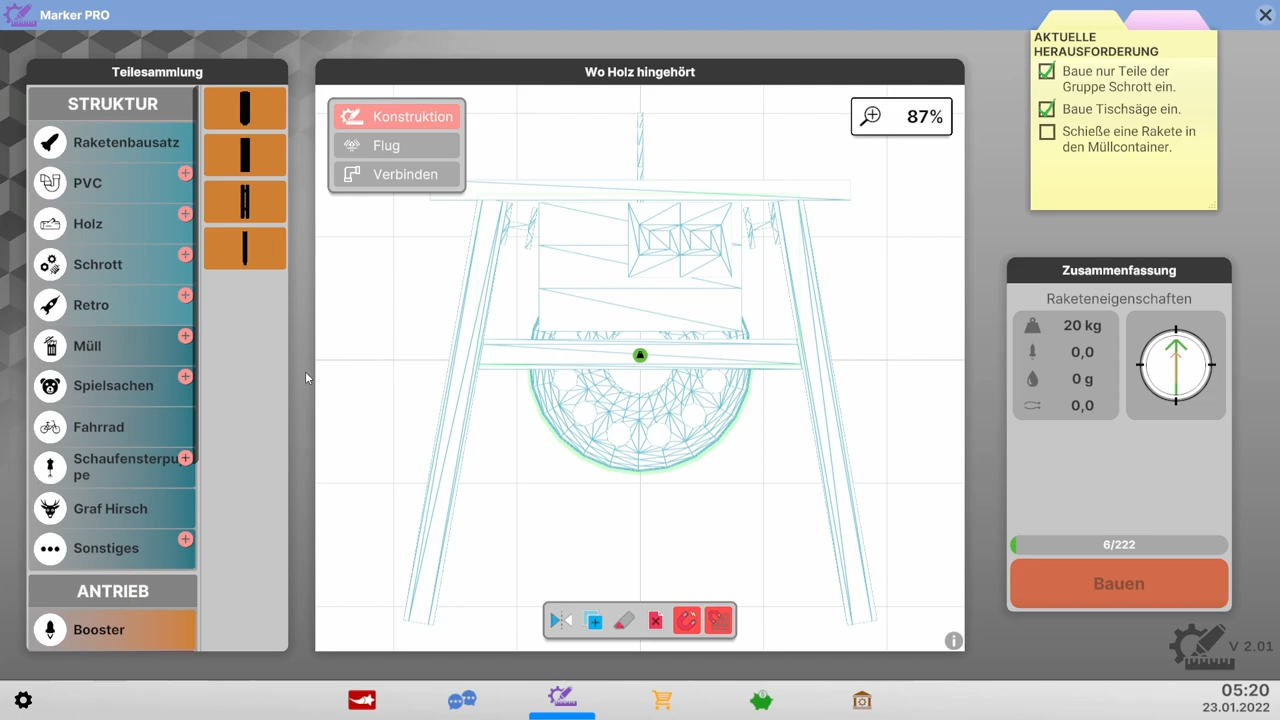 Marker PRO
Teilesammlung
STRUKTUR
Raketenbausatz
PVC
Holz
Schrott
Retro
Müll
Spielsachen
Fahrrad
Schaufensterpup
pe
Graf Hirsch
Sonstiges
ANTRIEB
Booster
Wo Holz hingehört
Konstruktion
Flug
Verbinden
87%
AKTUELLE
HERAUSFORDERUNG
Baue nur Teile der
Gruppe Schrott ein.
Baue Tischsäge ein.
Schieße eine Rakete in
den Müllcontainer.
Zusammenfassung
Raketeneigenschaften
20 kg
0,0
0 g
0,0
6/222
Bauen
V 2.01
05:20
23.01.2022